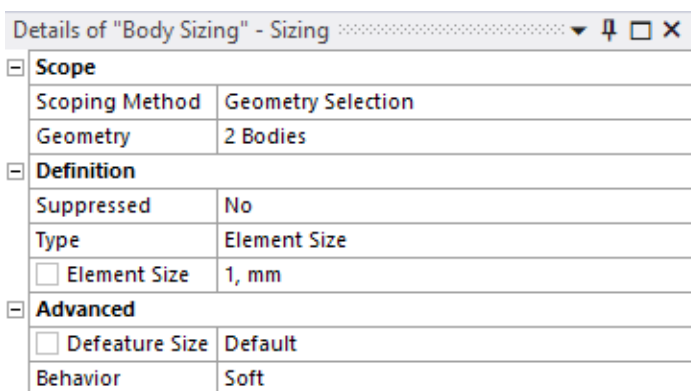 Details of "Body Sizing" - Sizing
Scope
Scoping Method Geometry Selection
Geometry 2 Bodies
Definition
Suppressed No
Type Element Size
Element Size 1, mm
Advanced
Defeature Size Default
Behavior Soft